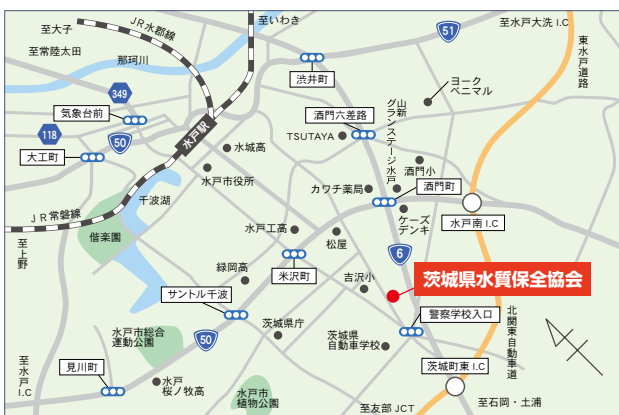 至大子
JR水郡線
至いわき
至水戸大洗 I.C
51
至常陸太田
那珂川
東水戸道路
渋井町
ヨーク
ベニマル
349
気象台前
118
50
大工町
水戸駅
酒門六差路
山新
グランステージ水戸
TSUTAYA
水城高
水戸市役所
酒門小
カワチ薬局
酒門町
千波湖
JR常磐線
偕楽園
至上野
水戸工高
松屋
ケーズ
デンキ
水戸南 I.C
米沢町
6
緑岡高
吉沢小
茨城県水質保全協会
サントル千波
警察学校入口
北関東自動車道
水戸市総合
運動公園
50
茨城県庁
茨城県
自動車学校
至水戸I.C
見川町
水戸
桜ノ牧高
水戸市
植物公園
茨城町東 I.C
至友部 JCT
至石岡・土浦